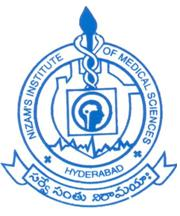 NIZAM'S INSTITUTE OF MEDICAL SCIENCES
HYDERABAD
సర్వే సంతు నిరామయాః